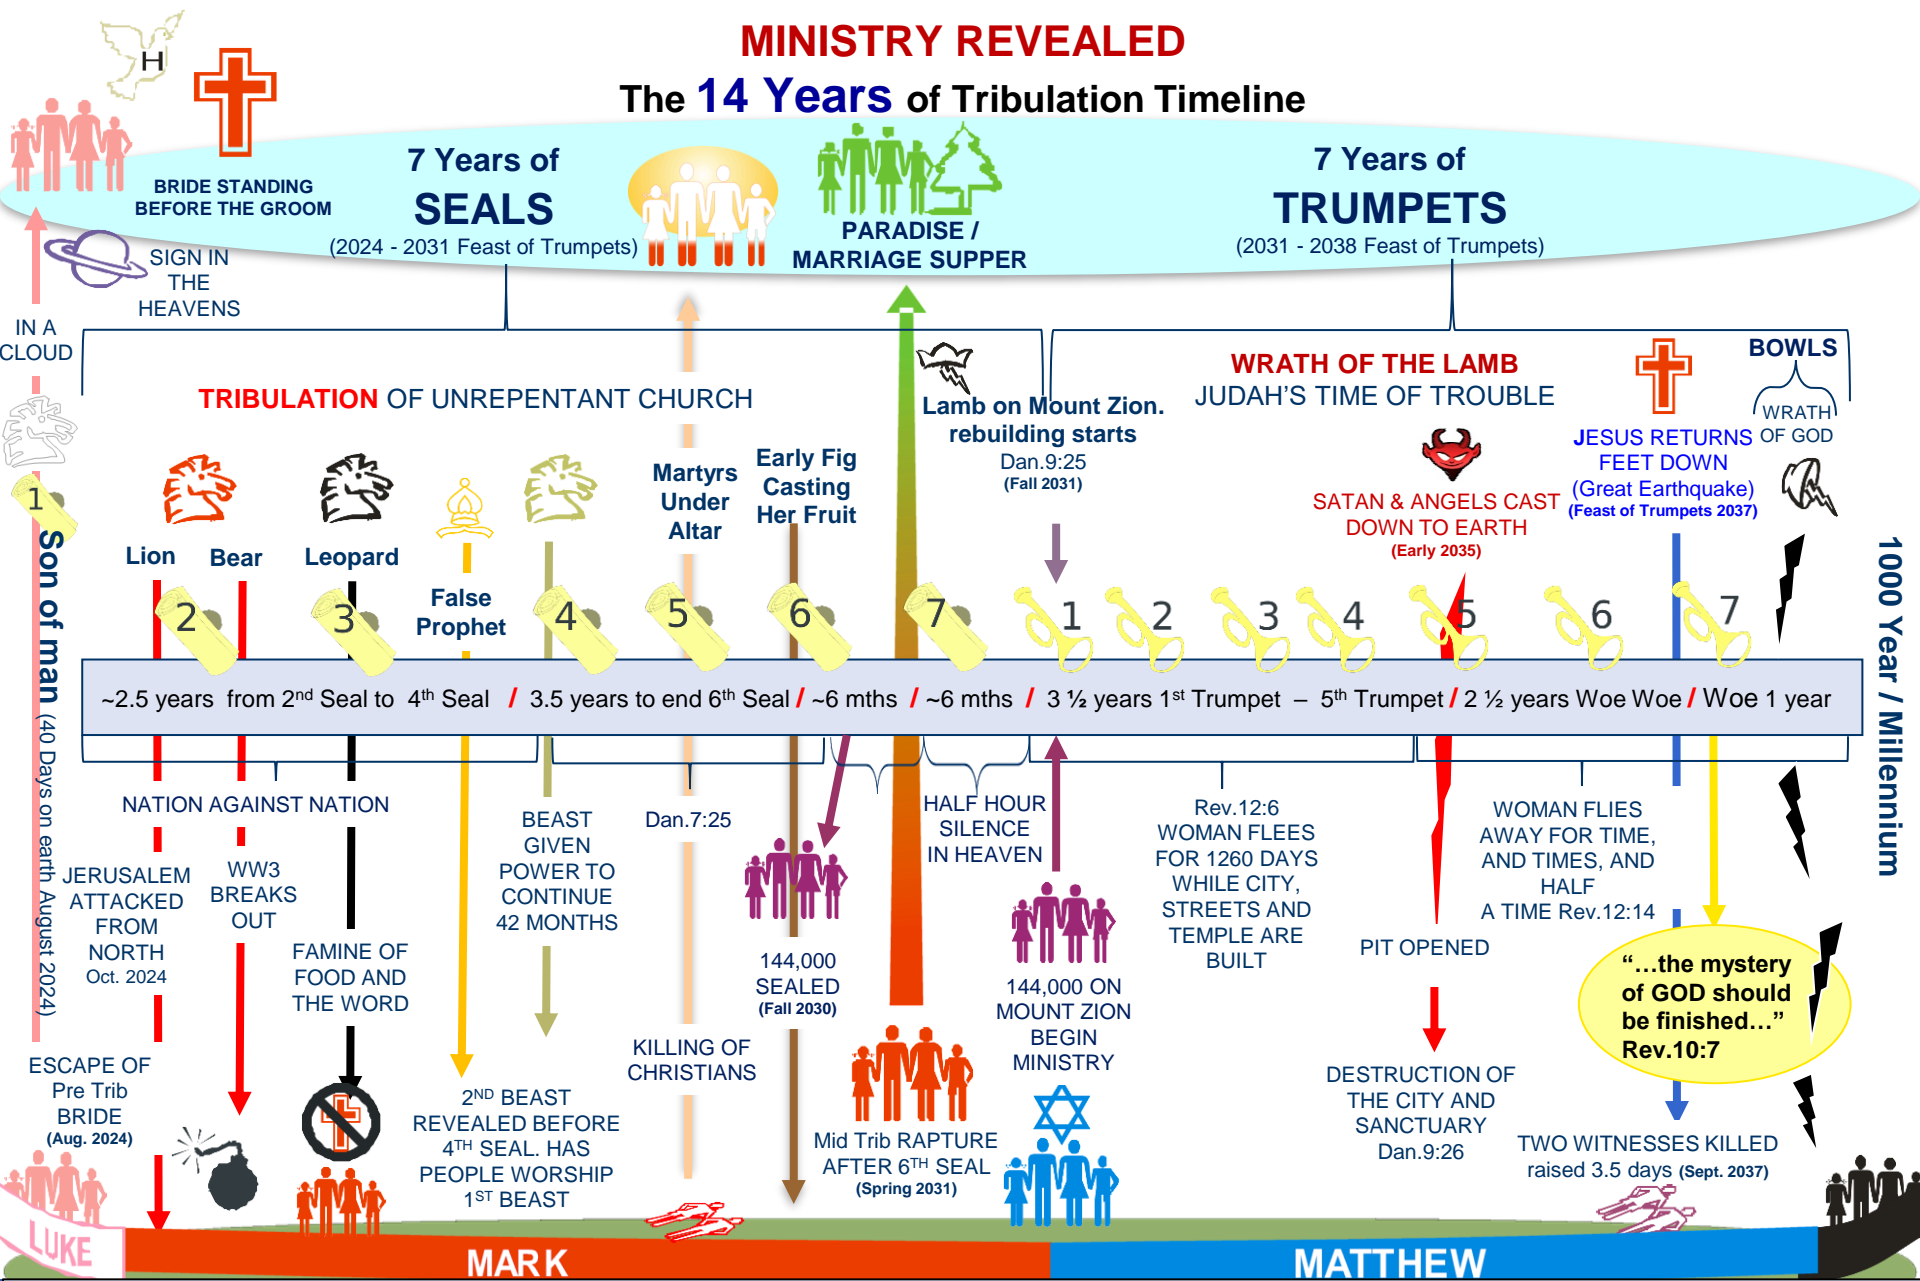 MINISTRY REVEALED
The 14 Years of Tribulation Timeline
H
BRIDE STANDING
BEFORE THE GROOM
7 Years of
SEALS
(2024 - 2031 Feast of Trumpets)
PARADISE /
MARRIAGE SUPPER
7 Years of
TRUMPETS
(2031 - 2038 Feast of Trumpets)
SIGN IN
THE
HEAVENS
IN A
CLOUD
TRIBULATION OF UNREPENTANT CHURCH
WRATH OF THE LAMB
JUDAH'S TIME OF TROUBLE
BOWLS
WRATH
OF GOD
Lamb on Mount Zion.
rebuilding starts
Dan.9:25
(Fall 2031)
JESUS RETURNS
FEET DOWN
(Great Earthquake)
(Feast of Trumpets 2037)
SATAN & ANGELS CAST
DOWN TO EARTH
(Early 2035)
Martyrs
Under
Altar
Early Fig
Casting
Her Fruit
Lion
Bear
Leopard
False
Prophet
1
2
3
4
5
6
7
1
2
3
4
5
6
7
Son of man (40 Days on earth August 2024)
1000 Year / Millennium
~2.5 years from 2nd Seal to 4th Seal / 3.5 years to end 6th Seal / ~6 mths / ~6 mths / 3 ½ years 1st Trumpet – 5th Trumpet / 2 ½ years Woe Woe / Woe 1 year
NATION AGAINST NATION
JERUSALEM
ATTACKED
FROM
NORTH
Oct. 2024
WW3
BREAKS
OUT
FAMINE OF
FOOD AND
THE WORD
BEAST
GIVEN
POWER TO
CONTINUE
42 MONTHS
Dan.7:25
HALF HOUR
SILENCE
IN HEAVEN
Rev.12:6
WOMAN FLEES
FOR 1260 DAYS
WHILE CITY,
STREETS AND
TEMPLE ARE
BUILT
WOMAN FLIES
AWAY FOR TIME,
AND TIMES, AND
HALF
A TIME Rev.12:14
PIT OPENED
144,000
SEALED
(Fall 2030)
144,000 ON
MOUNT ZION
BEGIN
MINISTRY
"…the mystery
of GOD should
be finished…"
Rev.10:7
ESCAPE OF
Pre Trib
BRIDE
(Aug. 2024)
2ND BEAST
REVEALED BEFORE
4TH SEAL. HAS
PEOPLE WORSHIP
1ST BEAST
KILLING OF
CHRISTIANS
Mid Trib RAPTURE
AFTER 6TH SEAL
(Spring 2031)
DESTRUCTION OF
THE CITY AND
SANCTUARY
Dan.9:26
TWO WITNESSES KILLED
raised 3.5 days (Sept. 2037)
LUKE
MARK
MATTHEW